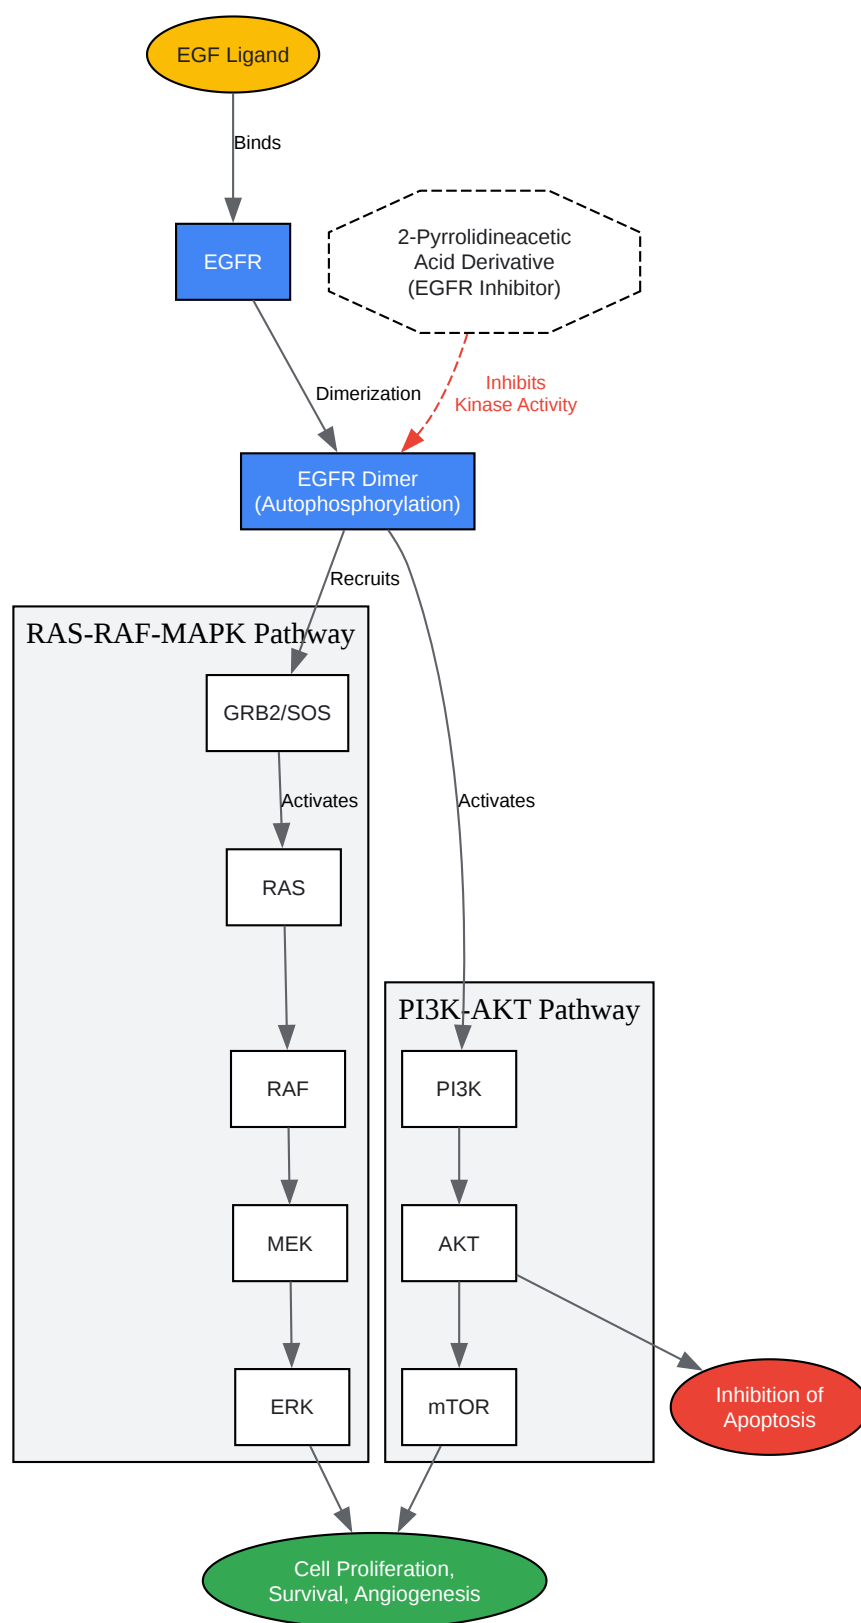 EGF Ligand
Binds
EGFR
2-Pyrrolidineacetic
Acid Derivative
(EGFR Inhibitor)
Dimerization
Inhibits
Kinase Activity
EGFR Dimer
(Autophosphorylation)
Recruits
RAS-RAF-MAPK Pathway
GRB2/SOS
Activates
Activates
RAS
PI3K-AKT Pathway
RAF
PI3K
MEK
AKT
ERK
mTOR
Inhibition of
Apoptosis
Cell Proliferation,
Survival, Angiogenesis